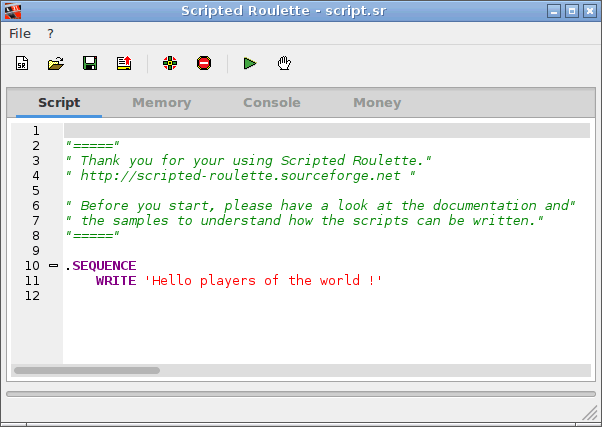 Scripted Roulette - script.sr
File ?
SR
Script Memory Console Money
1
2 "====="
3 " Thank you for your using Scripted Roulette."
4 " http://scripted-roulette.sourceforge.net "
5
6 " Before you start, please have a look at the documentation and"
7 " the samples to understand how the scripts can be written."
8 "====="
9
10 .SEQUENCE
11 WRITE 'Hello players of the world !'
12